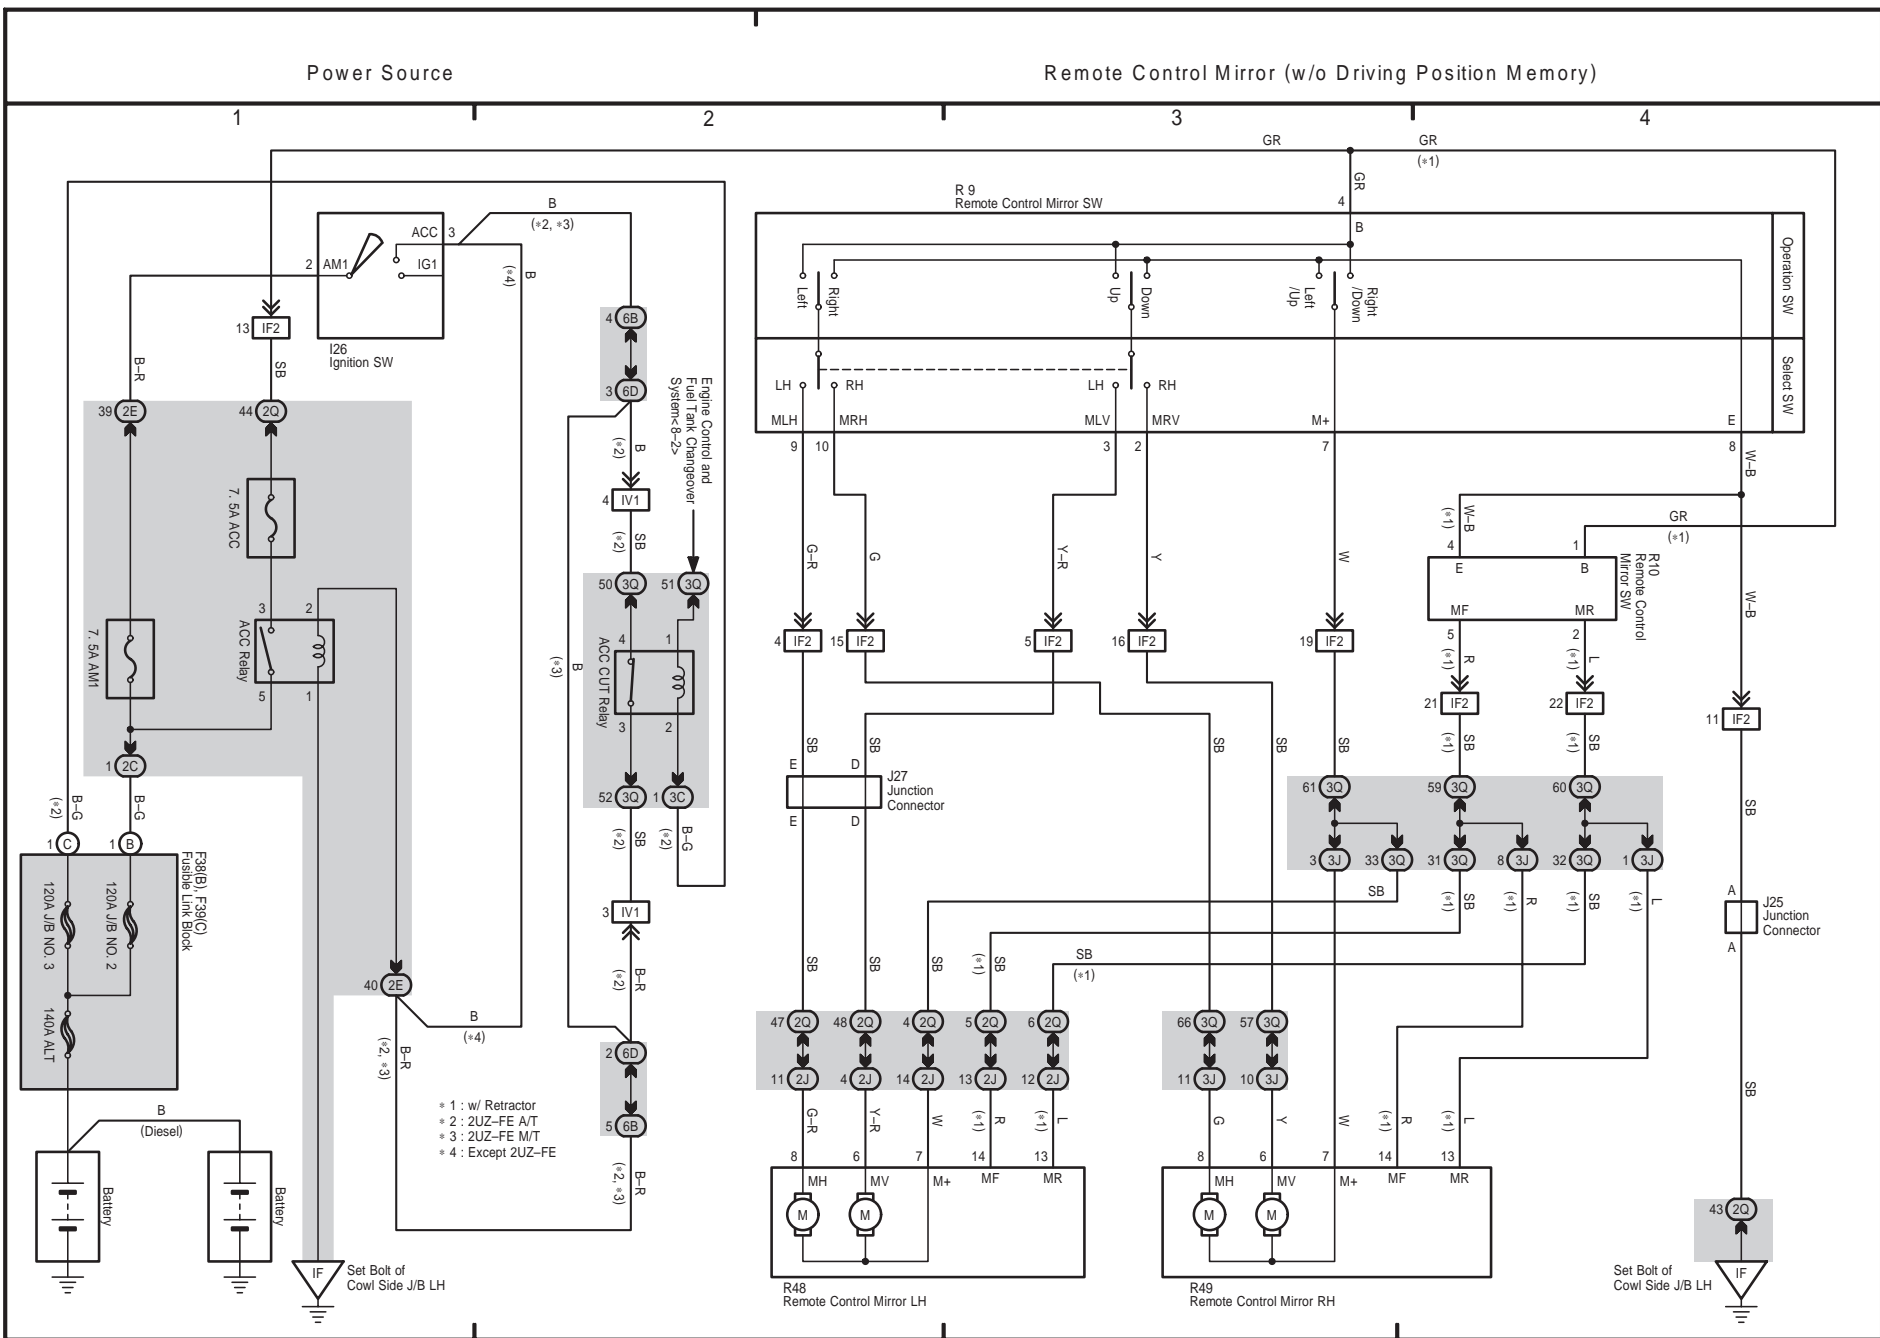 Power Source
Remote Control Mirror (w/o Driving Position Memory)
1
2
3
4
GR
GR
(∗1)
GR
4
R 9
Remote Control Mirror SW
B
Operation SW
Select SW
Left
Right
Up
Down
Left
/Up
Right
/Down
LH
RH
LH
RH
MLH
MRH
MLV
MRV
M+
E
9
10
3
2
7
8
W–B
B
(∗2, ∗3)
ACC
3
2
AM1
IG1
I26
Ignition SW
B
(∗4)
13
IF2
B–R
SB
39
2E
44
2Q
7. 5A ACC
7. 5A AM1
3
2
ACC Relay
5
1
1
2C
B–G
(∗2)
B–G
1
C
1
B
F38(B), F39(C)
Fusible Link Block
120A J/B NO. 3
120A J/B NO. 2
140A ALT
40
2E
B
(∗4)
B–R
(∗2, ∗3)
B
(Diesel)
Battery
Battery
IF
Set Bolt of
Cowl Side J/B LH
∗ 1 : w/ Retractor
∗ 2 : 2UZ–FE A/T
∗ 3 : 2UZ–FE M/T
∗ 4 : Except 2UZ–FE
4
6B
3
6D
B
(∗2)
Engine Control and
Fuel Tank Changeover
System<8–2>
4
IV1
SB
(∗2)
50
3Q
51
3Q
B
(∗3)
4
1
ACC CUT Relay
3
2
52
3Q
1
3C
SB
(∗2)
B–G
(∗2)
3
IV1
B–R
(∗2)
2
6D
5
6B
B–R
(∗2, ∗3)
G–R
G
Y–R
Y
W
W–B
(∗1)
GR
(∗1)
4
1
E
B
R10
Remote Control
Mirror SW
MF
MR
5
2
R
(∗1)
L
(∗1)
W–B
4
IF2
15
IF2
5
IF2
16
IF2
19
IF2
21
IF2
22
IF2
11
IF2
SB
SB
SB
SB
SB
SB
(∗1)
SB
(∗1)
SB
E
D
J27
Junction
Connector
E
D
61
3Q
59
3Q
60
3Q
3
3J
33
3Q
31
3Q
8
3J
32
3Q
1
3J
SB
SB
(∗1)
R
(∗1)
SB
(∗1)
L
(∗1)
A
J25
Junction
Connector
A
SB
SB
SB
SB
(∗1)
SB
(∗1)
SB
47
2Q
48
2Q
4
2Q
5
2Q
6
2Q
66
3Q
57
3Q
11
2J
4
2J
14
2J
13
2J
12
2J
11
3J
10
3J
G–R
Y–R
W
R
(∗1)
L
(∗1)
G
Y
W
R
(∗1)
L
(∗1)
8
6
7
14
13
8
6
7
14
13
MH
MV
M+
MF
MR
MH
MV
M+
MF
MR
M
M
M
M
R48
Remote Control Mirror LH
R49
Remote Control Mirror RH
43
2Q
Set Bolt of
Cowl Side J/B LH
IF